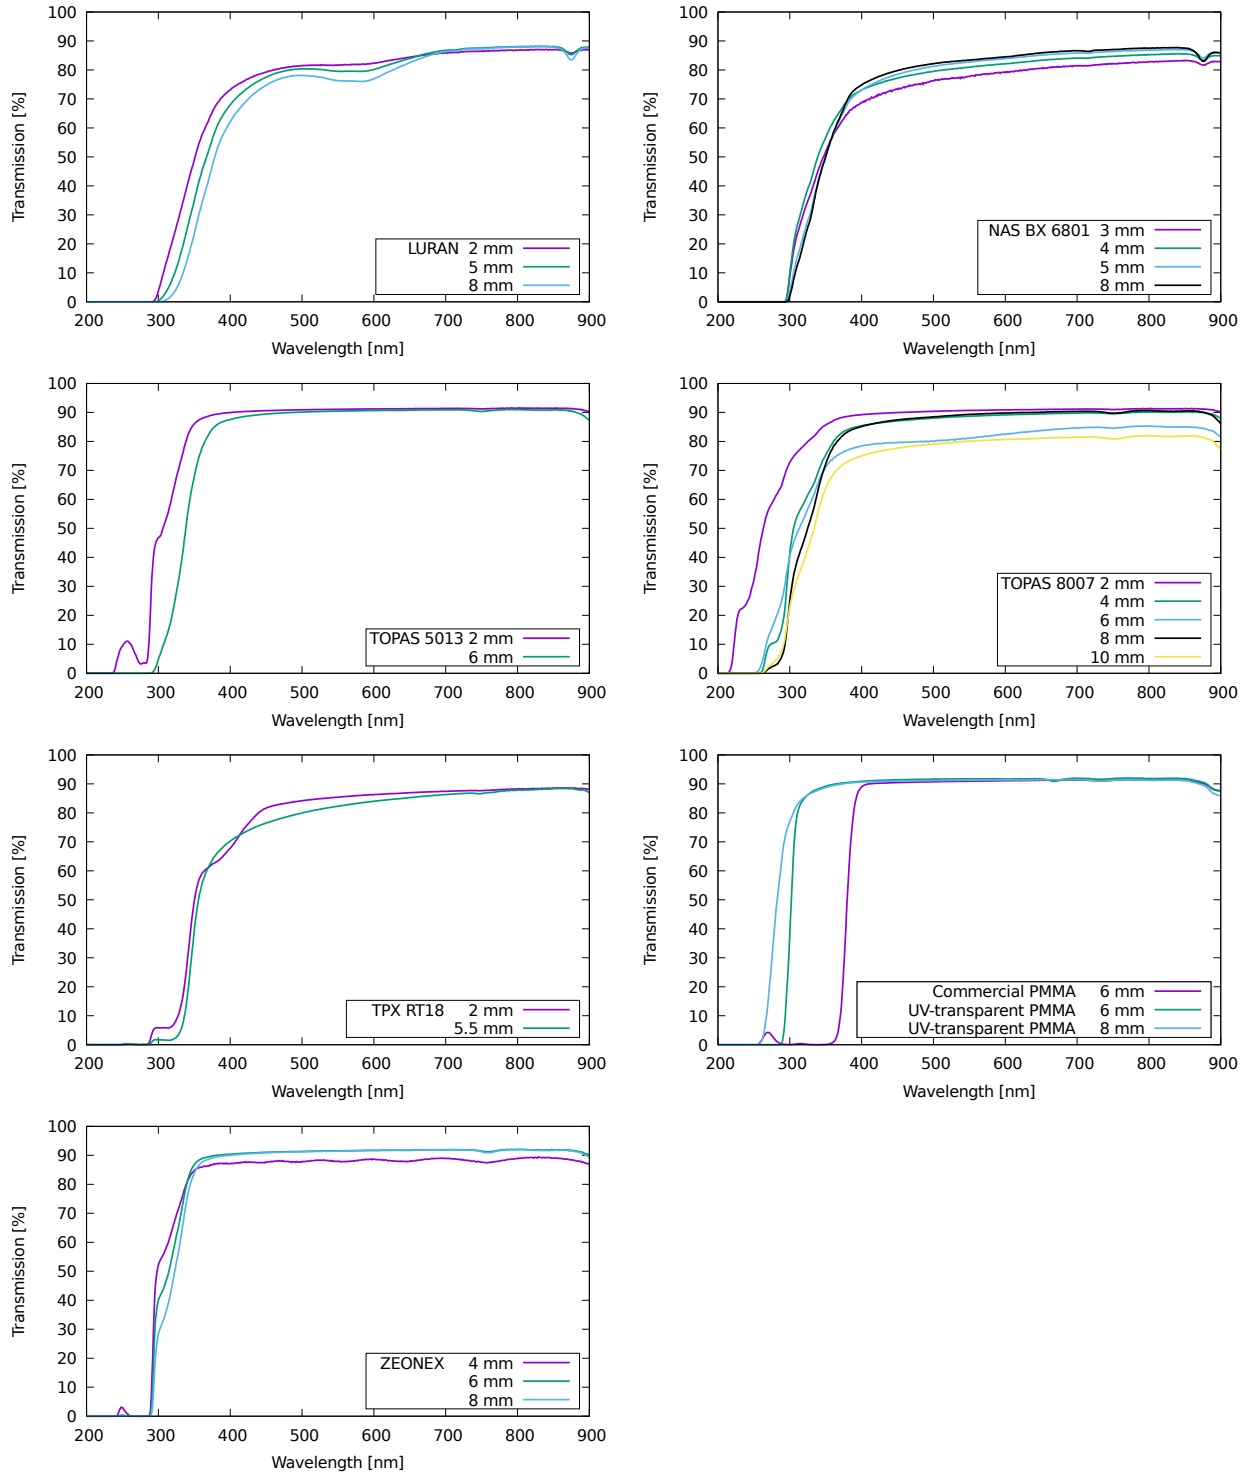 100
90
80
70
60
50
40
30
20
10
0
Transmission [%]
200 300 400 500 600 700 800 900
Wavelength [nm]
LURAN 2 mm
5 mm
8 mm
100
90
80
70
60
50
40
30
20
10
0
Transmission [%]
200 300 400 500 600 700 800 900
Wavelength [nm]
NAS BX 6801 3 mm
4 mm
5 mm
8 mm
100
90
80
70
60
50
40
30
20
10
0
Transmission [%]
200 300 400 500 600 700 800 900
Wavelength [nm]
TOPAS 5013 2 mm
6 mm
100
90
80
70
60
50
40
30
20
10
0
Transmission [%]
200 300 400 500 600 700 800 900
Wavelength [nm]
TOPAS 8007 2 mm
4 mm
6 mm
8 mm
10 mm
100
90
80
70
60
50
40
30
20
10
0
Transmission [%]
200 300 400 500 600 700 800 900
Wavelength [nm]
TPX RT18 2 mm
5.5 mm
100
90
80
70
60
50
40
30
20
10
0
Transmission [%]
200 300 400 500 600 700 800 900
Wavelength [nm]
Commercial PMMA 6 mm
UV-transparent PMMA 6 mm
UV-transparent PMMA 8 mm
100
90
80
70
60
50
40
30
20
10
0
Transmission [%]
200 300 400 500 600 700 800 900
Wavelength [nm]
ZEONEX 4 mm
6 mm
8 mm